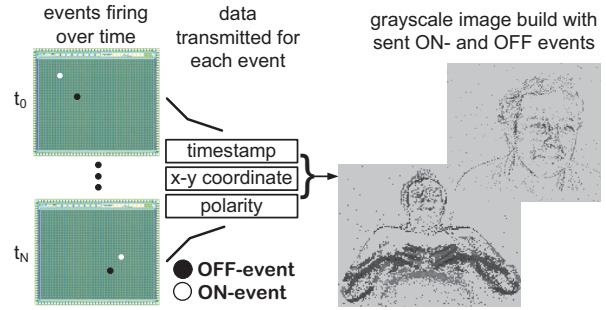 events firing
over time
data
transmitted for
each event
grayscale image build with
sent ON- and OFF events
t0
timestamp
x-y coordinate
polarity
tN
OFF-event
ON-event